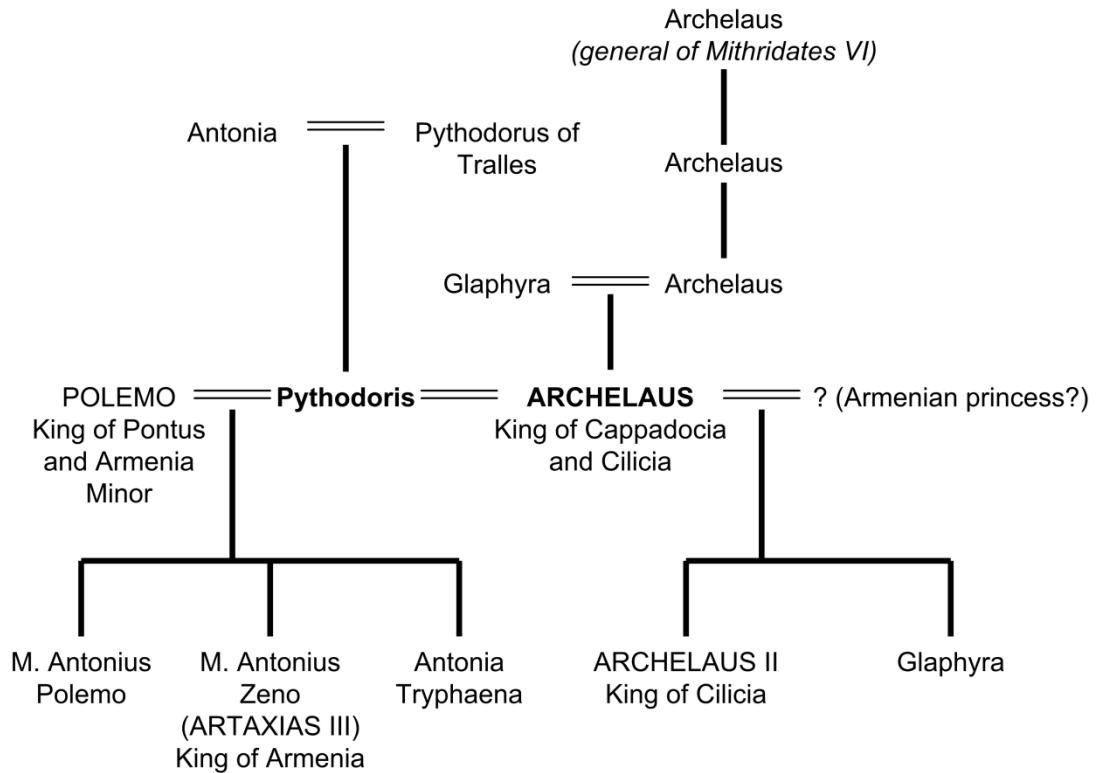 Archelaus
(general of Mithridates VI)
Antonia
Pythodorus of
Tralles
Archelaus
Glaphyra
Archelaus
POLEMO
King of Pontus
and Armenia
Minor
Pythodoris
ARCHELAUS
King of Cappadocia
and Cilicia
? (Armenian princess?)
M. Antonius
Polemo
M. Antonius
Zeno
(ARTAXIAS III)
King of Armenia
Antonia
Tryphaena
ARCHELAUS II
King of Cilicia
Glaphyra